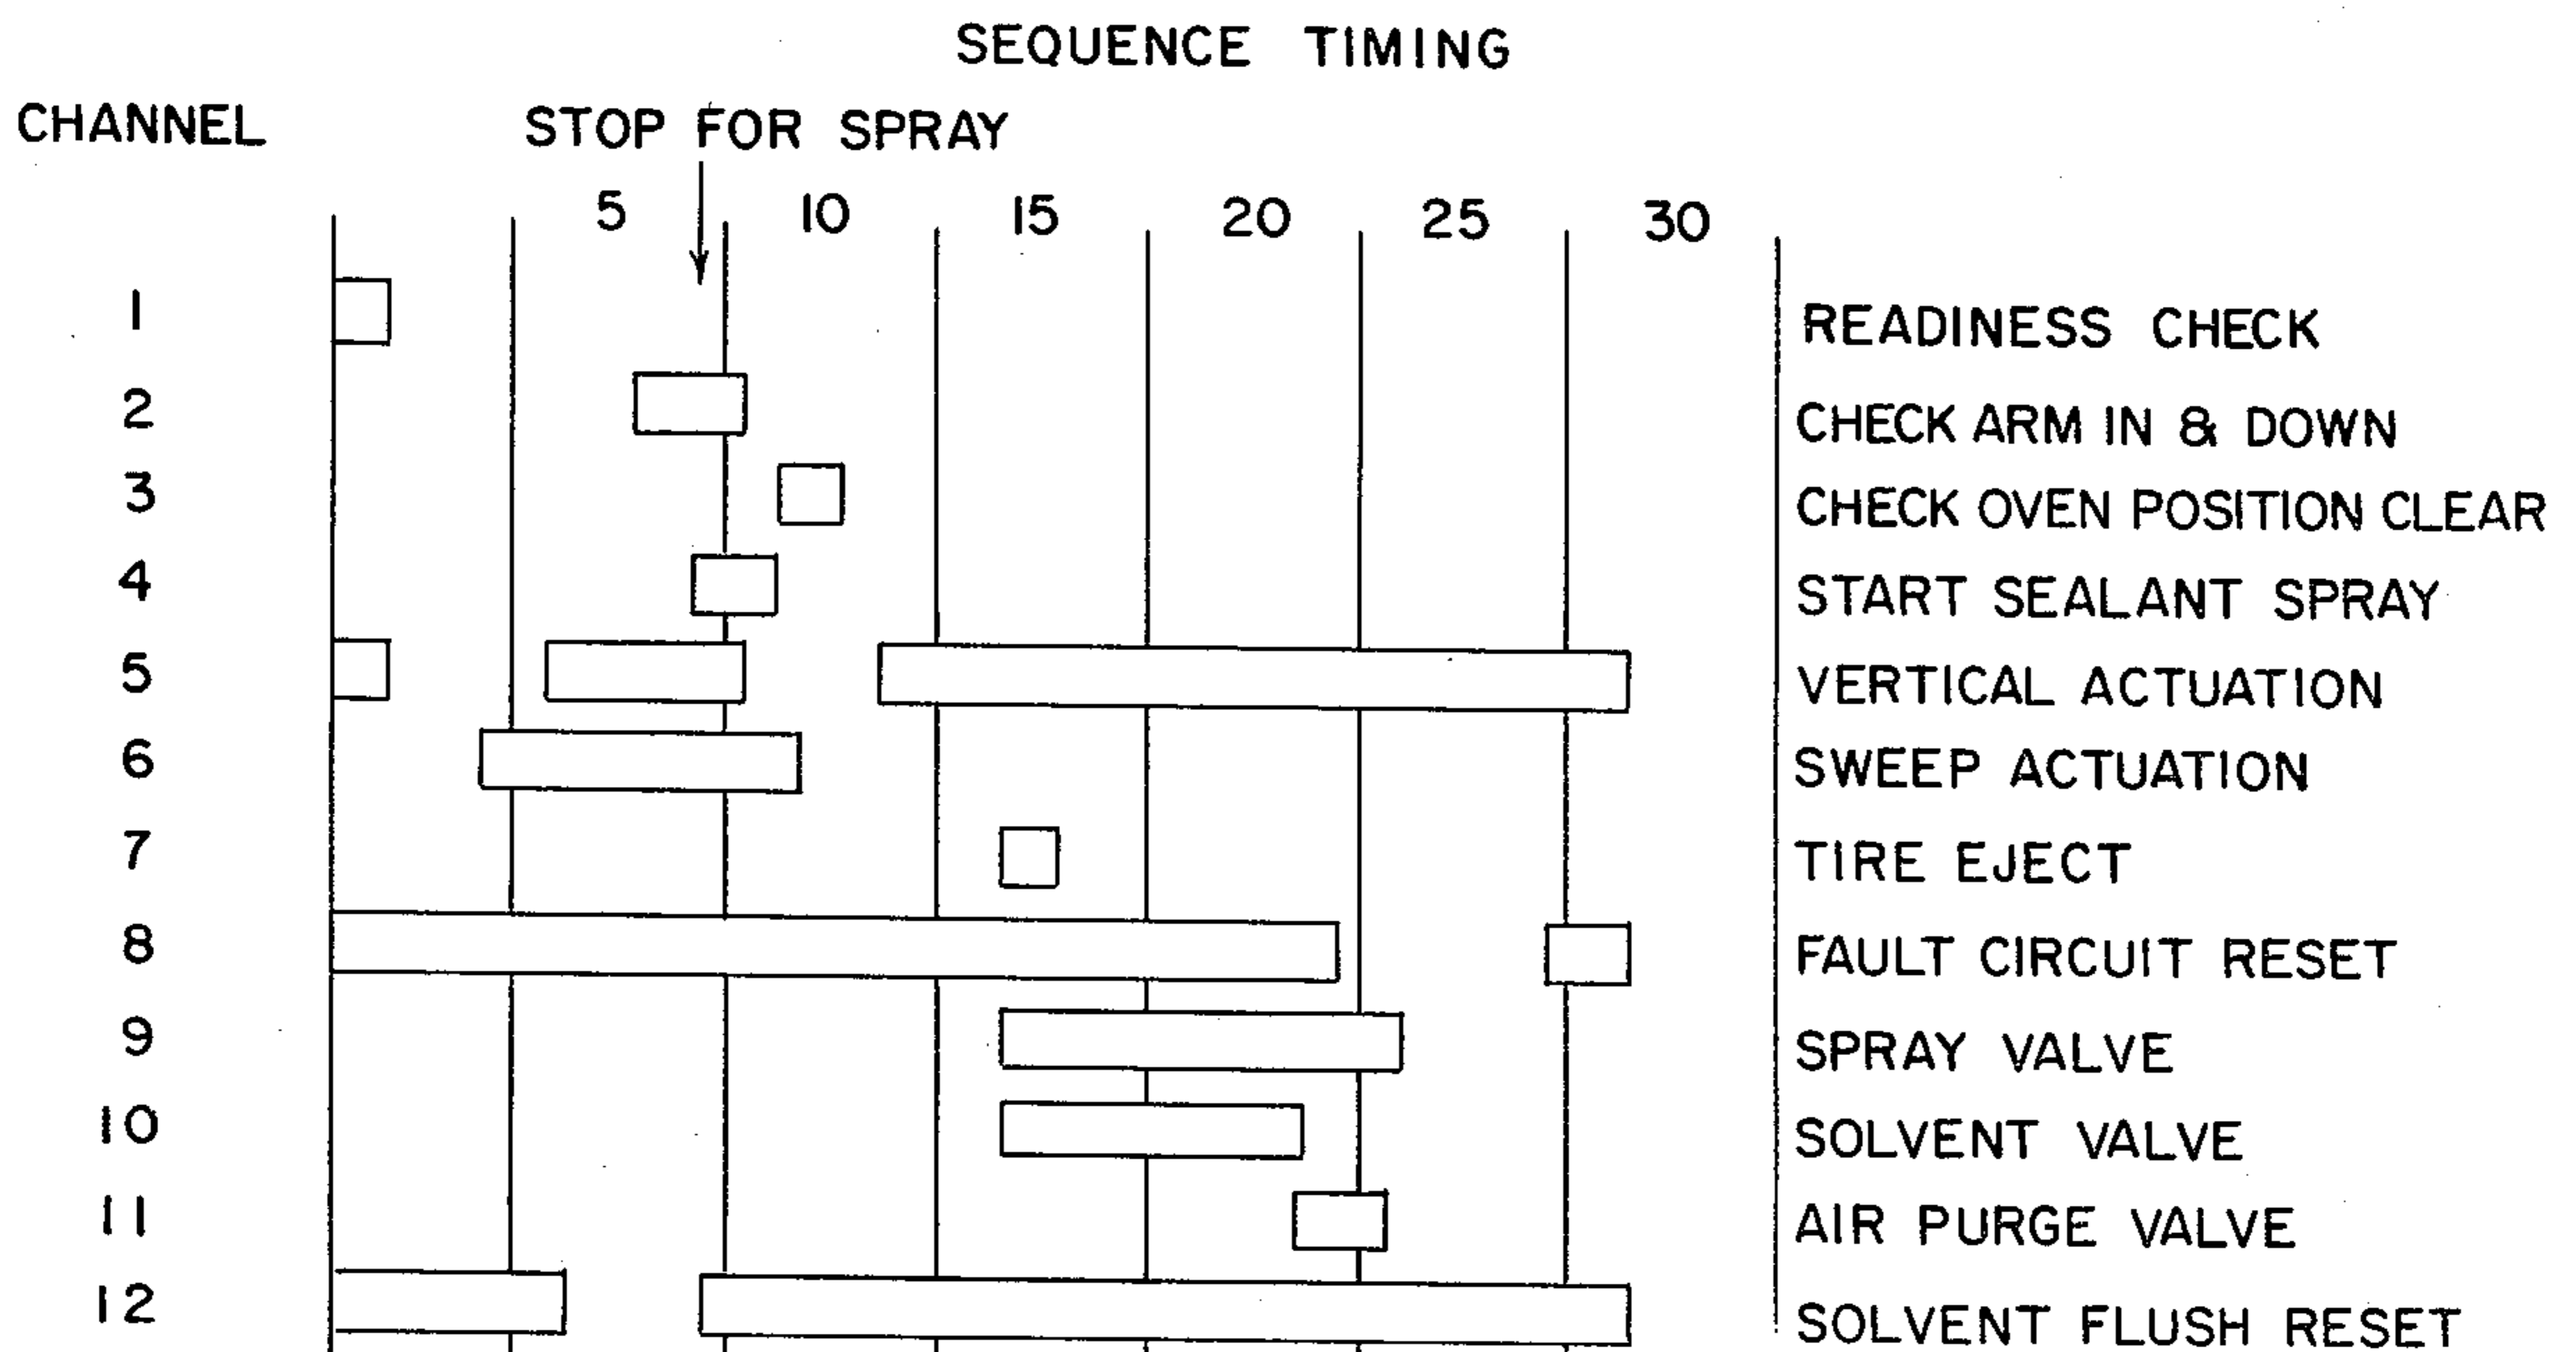 SEQUENCE TIMING
CHANNEL
STOP FOR SPRAY
5 10 15 20 25 30
1 READINESS CHECK
2 CHECK ARM IN & DOWN
3 CHECK OVEN POSITION CLEAR
4 START SEALANT SPRAY
5 VERTICAL ACTUATION
6 SWEEP ACTUATION
7 TIRE EJECT
8 FAULT CIRCUIT RESET
9 SPRAY VALVE
10 SOLVENT VALVE
11 AIR PURGE VALVE
12 SOLVENT FLUSH RESET